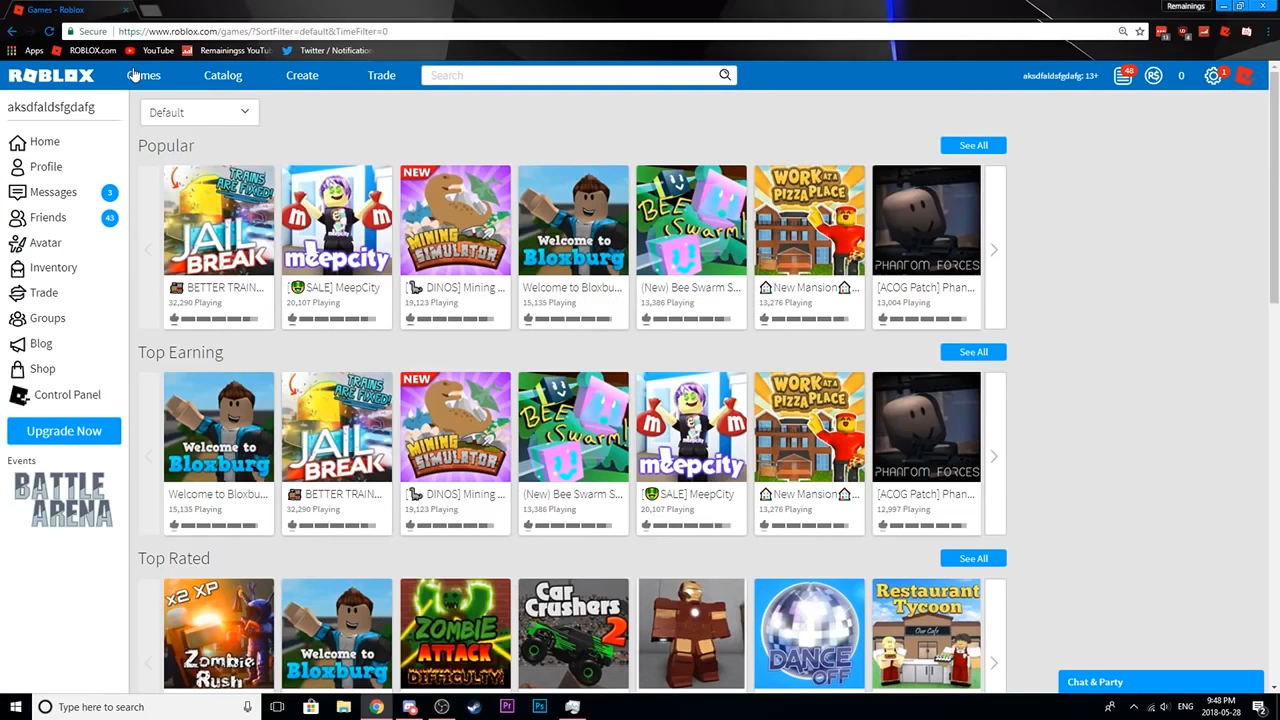 Games - Roblox
Remainings
Secure
https://www.roblox.com/games/?SortFilter=default&TimeFilter=0
Apps
ROBLOX.com
YouTube
Remainingss YouTu
Twitter / Notification
ROBLOX
Games
Catalog
Create
Trade
Search
aksdfaldsfgdafg: 13+
48
R$
0
1
aksdfaldsfgdafg
Home
Profile
Messages
3
Friends
43
Avatar
Inventory
Trade
Groups
Blog
Shop
Control Panel
Upgrade Now
Events
BATTLE
ARENA
Default
Popular
See All
TRAINS
ARE FIXED!
JAIL
BREAK
BETTER TRAIN...
32,290 Playing
m
m
meepcity
[🤑SALE] MeepCity
20,107 Playing
NEW
MINING
SIMULATOR
[🦕 DINOS] Mining ...
19,123 Playing
Welcome to
Bloxburg
Welcome to Bloxbu...
15,135 Playing
BEE
Swarm!
(New) Bee Swarm S...
13,386 Playing
WORK AT A
PIZZA PLACE
🏠New Mansion🏠...
13,276 Playing
PHANTOM FORCES
[ACOG Patch] Phan...
13,004 Playing
Top Earning
See All
Welcome to
Bloxburg
Welcome to Bloxbu...
15,135 Playing
TRAINS
ARE FIXED!
JAIL
BREAK
BETTER TRAIN...
32,290 Playing
NEW
MINING
SIMULATOR
[🦕 DINOS] Mining ...
19,123 Playing
BEE
Swarm!
(New) Bee Swarm S...
13,386 Playing
m
m
meepcity
[🤑SALE] MeepCity
20,107 Playing
WORK AT A
PIZZA PLACE
🏠New Mansion🏠...
13,276 Playing
PHANTOM FORCES
[ACOG Patch] Phan...
12,997 Playing
Top Rated
See All
x2 XP
Zombie
Rush
Welcome to
Bloxburg
ZOMBIE
ATTACK
DIFFICULTY!
Car
Crushers
2
DANCE
OFF
Restaurant
Tycoon
Our Cafe
Chat & Party
Type here to search
ENG
9:48 PM
2018-05-28
2